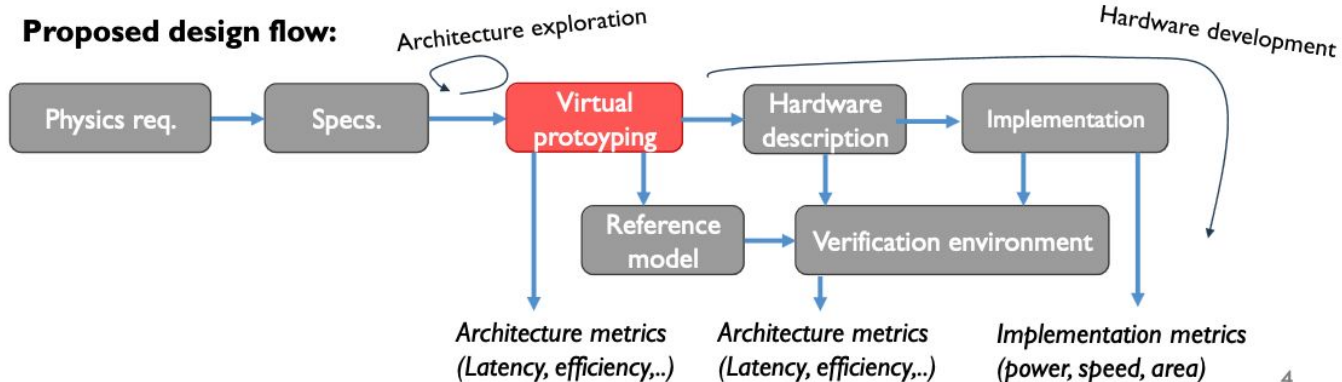 Proposed design flow:
Architecture exploration
Hardware development
Physics req.
Specs.
Virtual
protoyping
Hardware
description
Implementation
Reference
model
Verification environment
Architecture metrics
(Latency, efficiency,..)
Architecture metrics
(Latency, efficiency,..)
Implementation metrics
(power, speed, area)
4